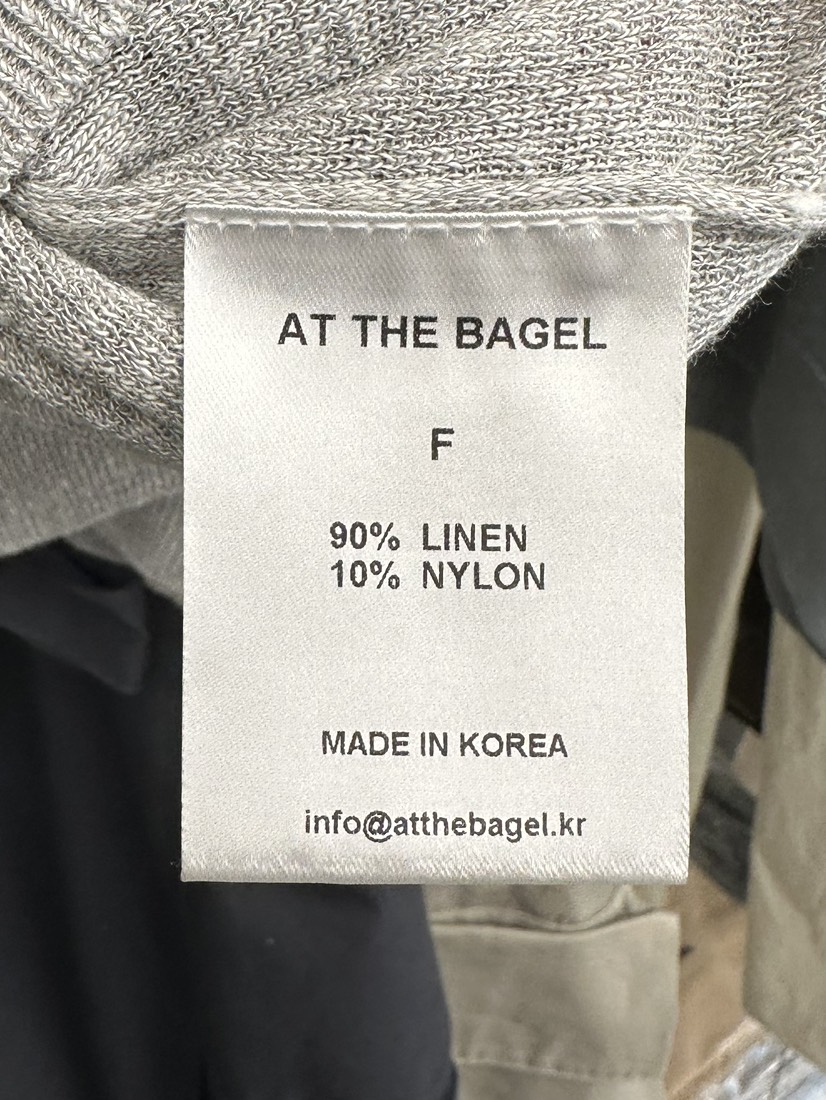 AT THE BAGEL
F
90% LINEN
10% NYLON
MADE IN KOREA
info@atthebagel.kr